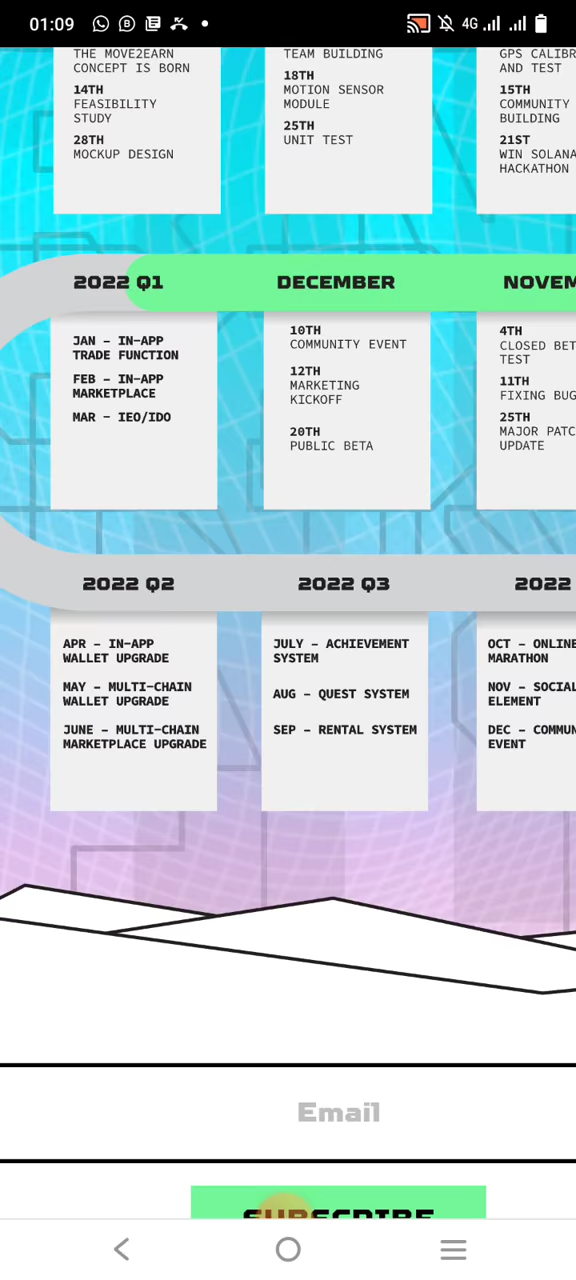 01:09
4G
THE MOVE2EARN
CONCEPT IS BORN
14TH
FEASIBILITY
STUDY
28TH
MOCKUP DESIGN
TEAM BUILDING
18TH
MOTION SENSOR
MODULE
25TH
UNIT TEST
GPS CALIBR
AND TEST
15TH
COMMUNITY
BUILDING
21ST
WIN SOLANA
HACKATHON
2022 Q1
DECEMBER
NOVEM
JAN - IN-APP
TRADE FUNCTION
FEB - IN-APP
MARKETPLACE
MAR - IEO/IDO
10TH
COMMUNITY EVENT
12TH
MARKETING
KICKOFF
20TH
PUBLIC BETA
4TH
CLOSED BET
TEST
11TH
FIXING BUG
25TH
MAJOR PATC
UPDATE
2022 Q2
2022 Q3
2022
APR - IN-APP
WALLET UPGRADE
MAY - MULTI-CHAIN
WALLET UPGRADE
JUNE - MULTI-CHAIN
MARKETPLACE UPGRADE
JULY - ACHIEVEMENT
SYSTEM
AUG - QUEST SYSTEM
SEP - RENTAL SYSTEM
OCT - ONLINE
MARATHON
NOV - SOCIAL
ELEMENT
DEC - COMMUN
EVENT
Email
SUBSCRIBE